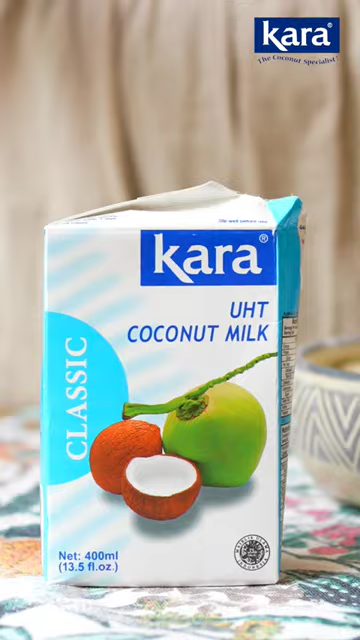 kara®
The Coconut Specialist!
kara®
UHT
COCONUT MILK
CLASSIC
Net: 400ml
(13.5 fl.oz.)